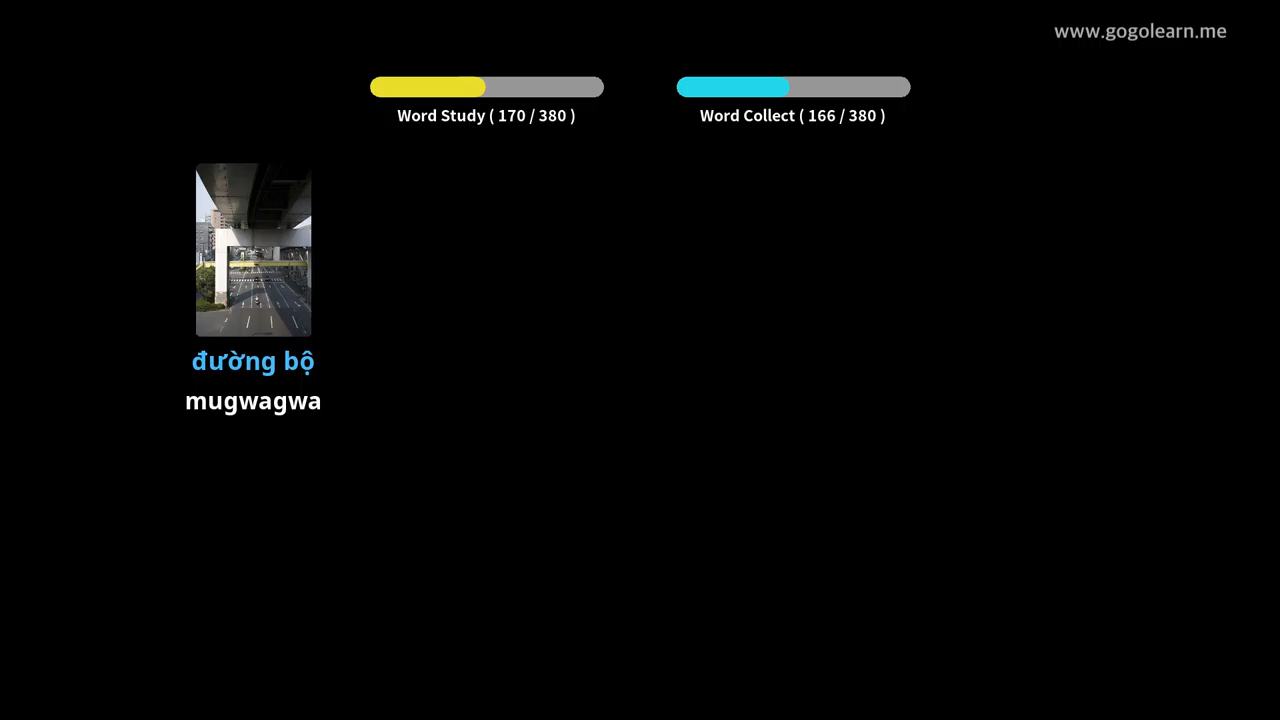 www.gogolearn.me
Word Study ( 170 / 380 )
Word Collect ( 166 / 380 )
đường bộ
mugwagwa